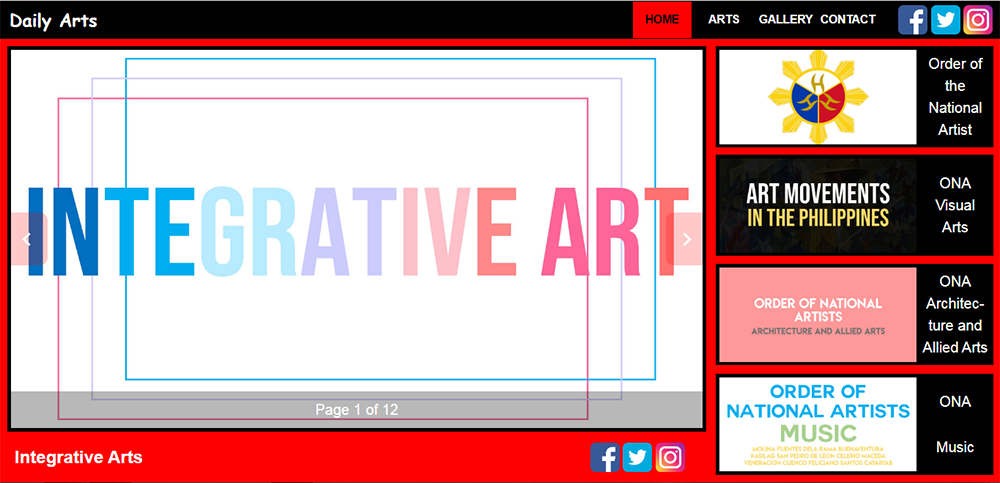 Daily Arts
HOME ARTS GALLERY CONTACT
INTEGRATIVE ART
Page 1 of 12
Integrative Arts
Order of
the
National
Artist
ART MOVEMENTS
IN THE PHILIPPINES
ONA
Visual
Arts
ORDER OF NATIONAL
ARTISTS
ARCHITECTURE AND ALLIED ARTS
ONA
Architec-
ture and
Allied Arts
ORDER OF
NATIONAL ARTISTS
MUSIC
MOLINA FUENTES DELA RAMA BUENAVENTURA
KASILAG SAN PEDRO DE LEON CELERIO MACEDA
VENERACION CUENCO FELICIANO SANTOS CAYABYAB
ONA
Music